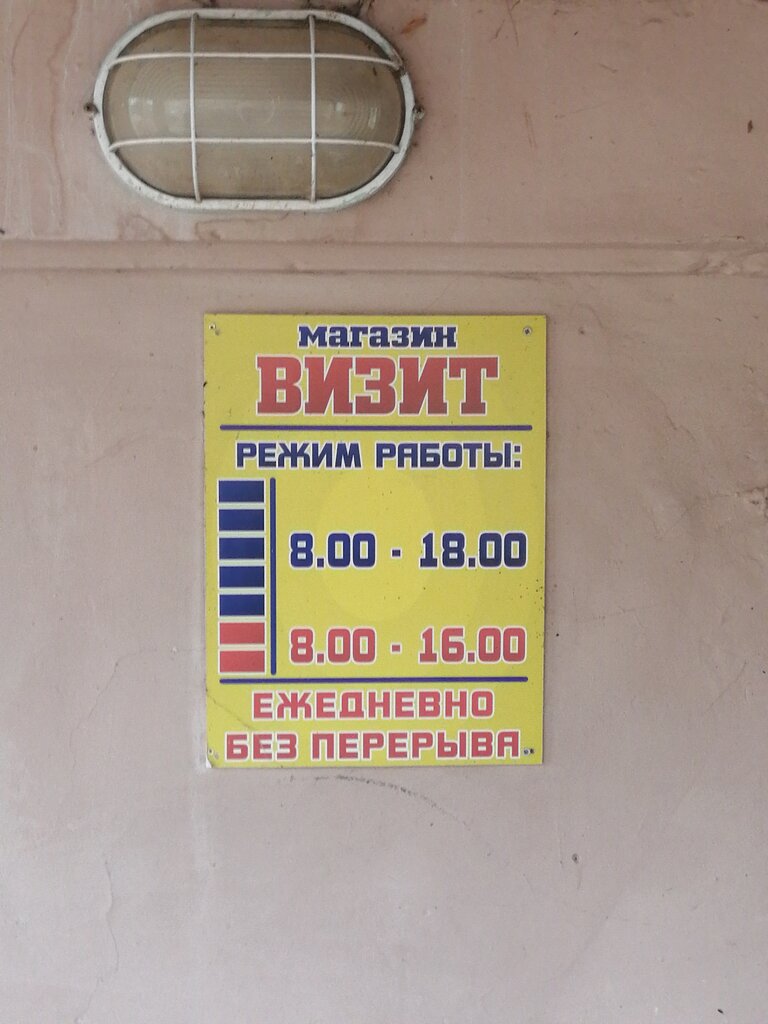 магазин
ВИЗИТ
РЕЖИМ РАБОТЫ:
8.00 - 18.00
8.00 - 16.00
ЕЖЕДНЕВНО
БЕЗ ПЕРЕРЫВА